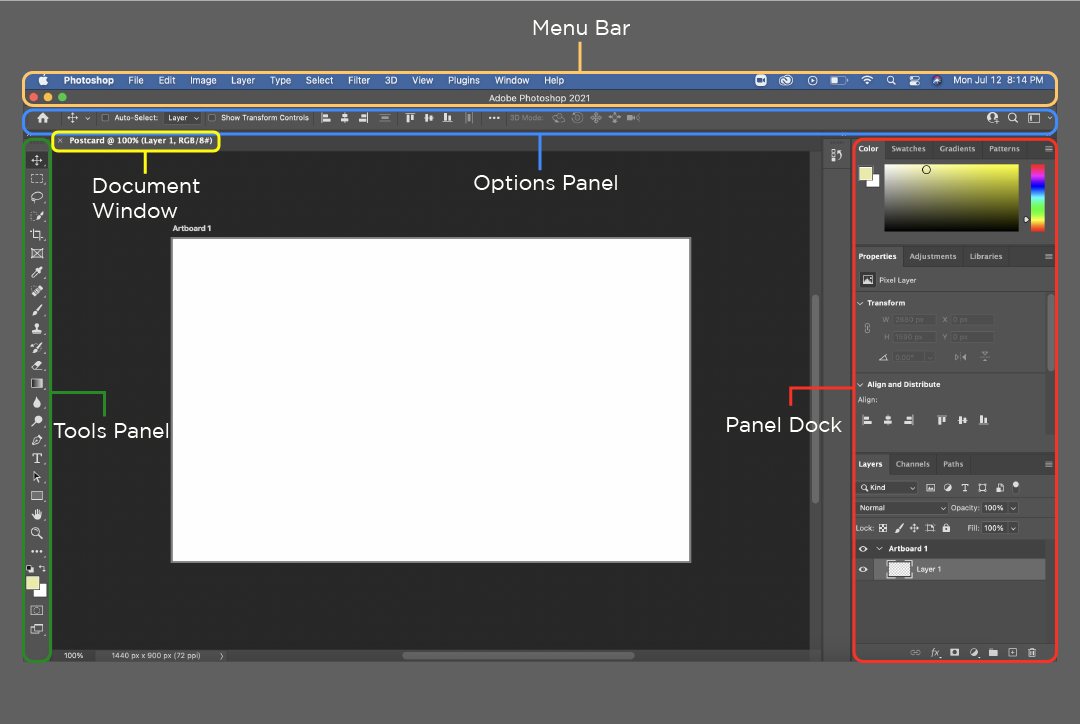 Menu Bar
Photoshop File Edit Image Layer Type Select Filter 3D View Plugins Window Help Mon Jul 12 8:14 PM
Adobe Photoshop 2021
Auto-Select: Layer Show Transform Controls 3D Mode:
Postcard @ 100% (Layer 1, RGB/8#)
Color Swatches Gradients Patterns
Document
Window
Options Panel
Artboard 1
Properties Adjustments Libraries
Pixel Layer
Transform
W X 0 px
H Y 0 px
0.00°
Align and Distribute
Align:
Tools Panel
Panel Dock
Layers Channels Paths
Kind
Normal Opacity: 100%
Lock: Fill: 100%
Artboard 1
Layer 1
100% 1440 px x 900 px (72 ppi)
fx